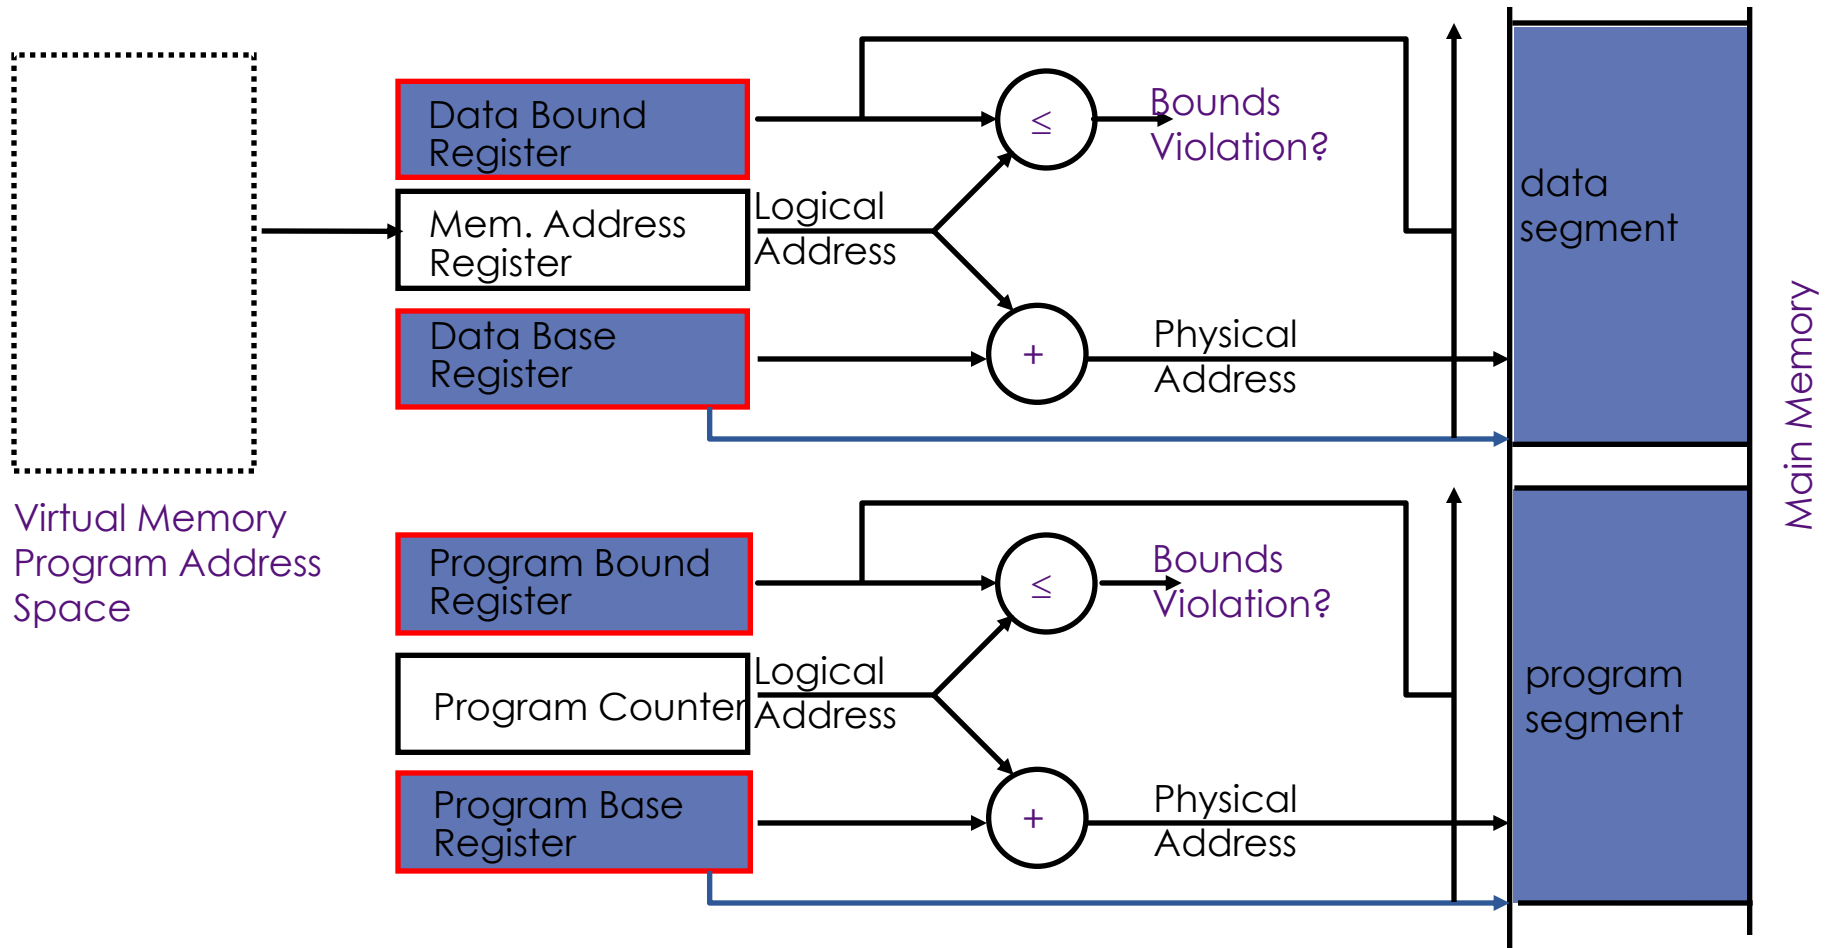 Data Bound
Register
≤
Bounds
Violation?
Mem. Address
Register
Logical
Address
data
segment
Data Base
Register
+
Physical
Address
Main Memory
Virtual Memory
Program Address
Space
Program Bound
Register
≤
Bounds
Violation?
Program Counter
Logical
Address
program
segment
Program Base
Register
+
Physical
Address